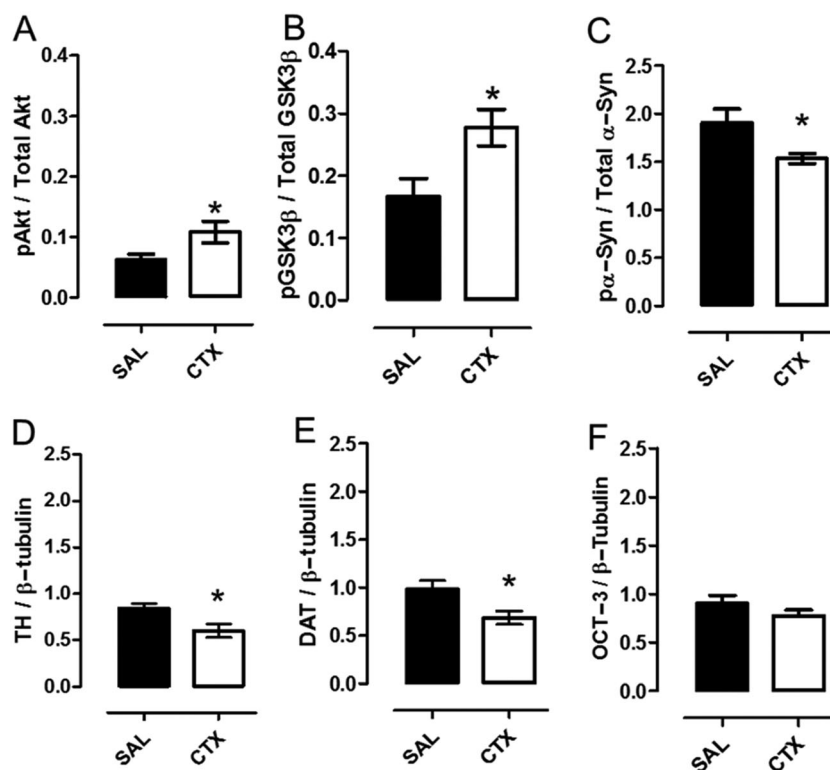 A
pAkt / Total Akt
0.4
0.3
0.2
0.1
0.0
*
SAL
CTX
B
pGSK3β / Total GSK3β
0.4
0.3
0.2
0.1
0.0
*
SAL
CTX
C
pα−Syn / Total α−Syn
2.5
2.0
1.5
1.0
0.5
0.0
*
SAL
CTX
D
TH / β−tubulin
2.5
2.0
1.5
1.0
0.5
0.0
*
SAL
CTX
E
DAT / β−tubulin
2.5
2.0
1.5
1.0
0.5
0.0
*
SAL
CTX
F
OCT−3 / β−Tubulin
2.5
2.0
1.5
1.0
0.5
0.0
SAL
CTX